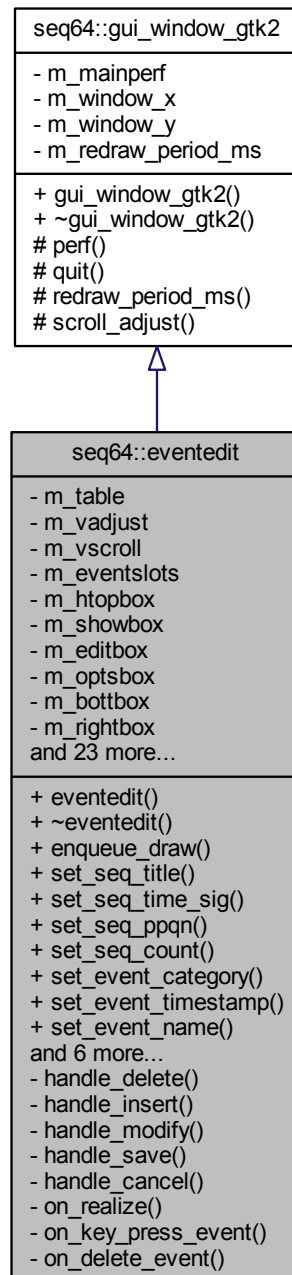 seq64::gui_window_gtk2
- m_mainperf
- m_window_x
- m_window_y
- m_redraw_period_ms
+ gui_window_gtk2()
+ ~gui_window_gtk2()
# perf()
# quit()
# redraw_period_ms()
# scroll_adjust()
seq64::eventedit
- m_table
- m_vadjust
- m_vscroll
- m_eventslots
- m_htopbox
- m_showbox
- m_editbox
- m_optsbox
- m_bottbox
- m_rightbox
and 23 more...
+ eventedit()
+ ~eventedit()
+ enqueue_draw()
+ set_seq_title()
+ set_seq_time_sig()
+ set_seq_ppqn()
+ set_seq_count()
+ set_event_category()
+ set_event_timestamp()
+ set_event_name()
and 6 more...
- handle_delete()
- handle_insert()
- handle_modify()
- handle_save()
- handle_cancel()
- on_realize()
- on_key_press_event()
- on_delete_event()